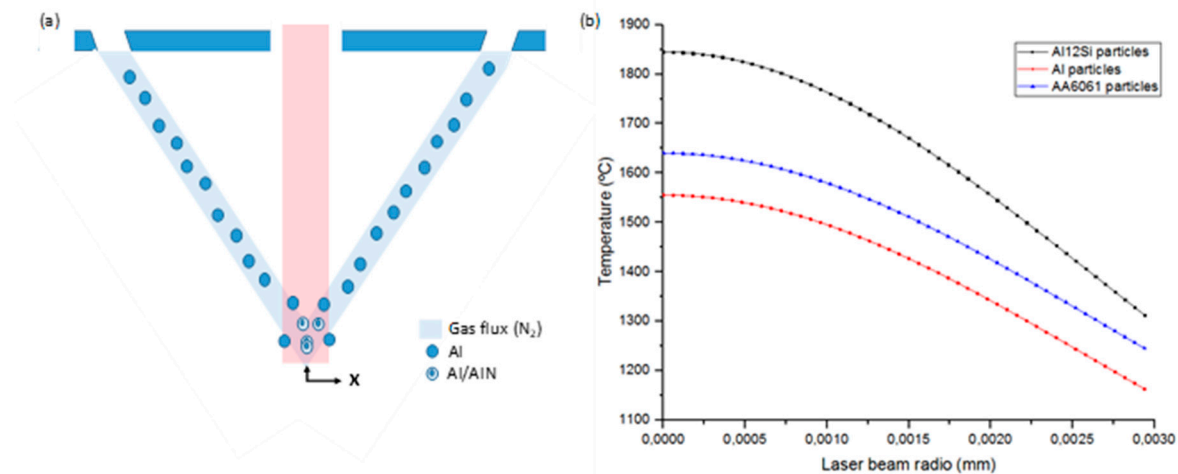 (a)
Gas flux (N₂)
Al
Al/AlN
X
(b)
1900
1800
1700
1600
1500
1400
1300
1200
1100
Temperature (ºC)
Al12Si particles
Al particles
AA6061 particles
0,0000 0,0005 0,0010 0,0015 0,0020 0,0025 0,0030
Laser beam radio (mm)